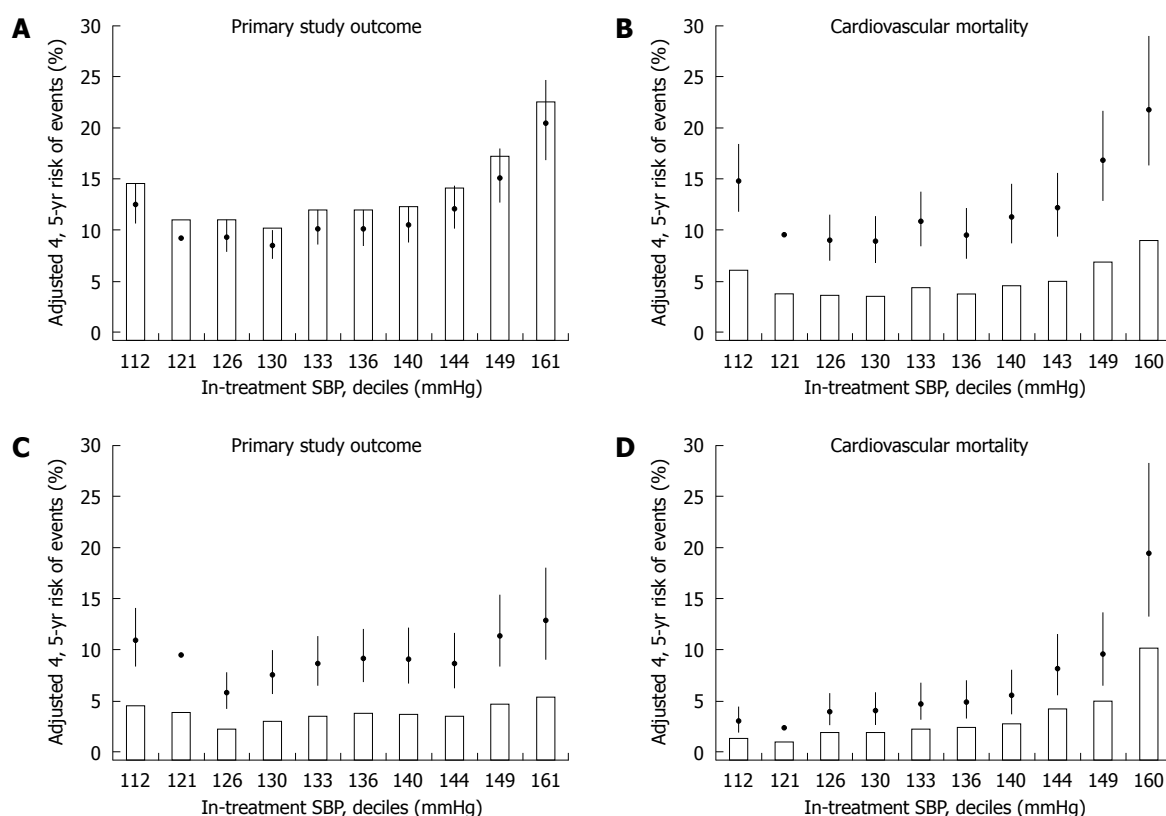 A
Primary study outcome
Adjusted 4, 5-yr risk of events (%)
30
25
20
15
10
5
0
112 121 126 130 133 136 140 144 149 161
In-treatment SBP, deciles (mmHg)
B
Cardiovascular mortality
Adjusted 4, 5-yr risk of events (%)
30
25
20
15
10
5
0
112 121 126 130 133 136 140 143 149 160
In-treatment SBP, deciles (mmHg)
C
Primary study outcome
Adjusted 4, 5-yr risk of events (%)
30
25
20
15
10
5
0
112 121 126 130 133 136 140 144 149 161
In-treatment SBP, deciles (mmHg)
D
Cardiovascular mortality
Adjusted 4, 5-yr risk of events (%)
30
25
20
15
10
5
0
112 121 126 130 133 136 140 144 149 160
In-treatment SBP, deciles (mmHg)